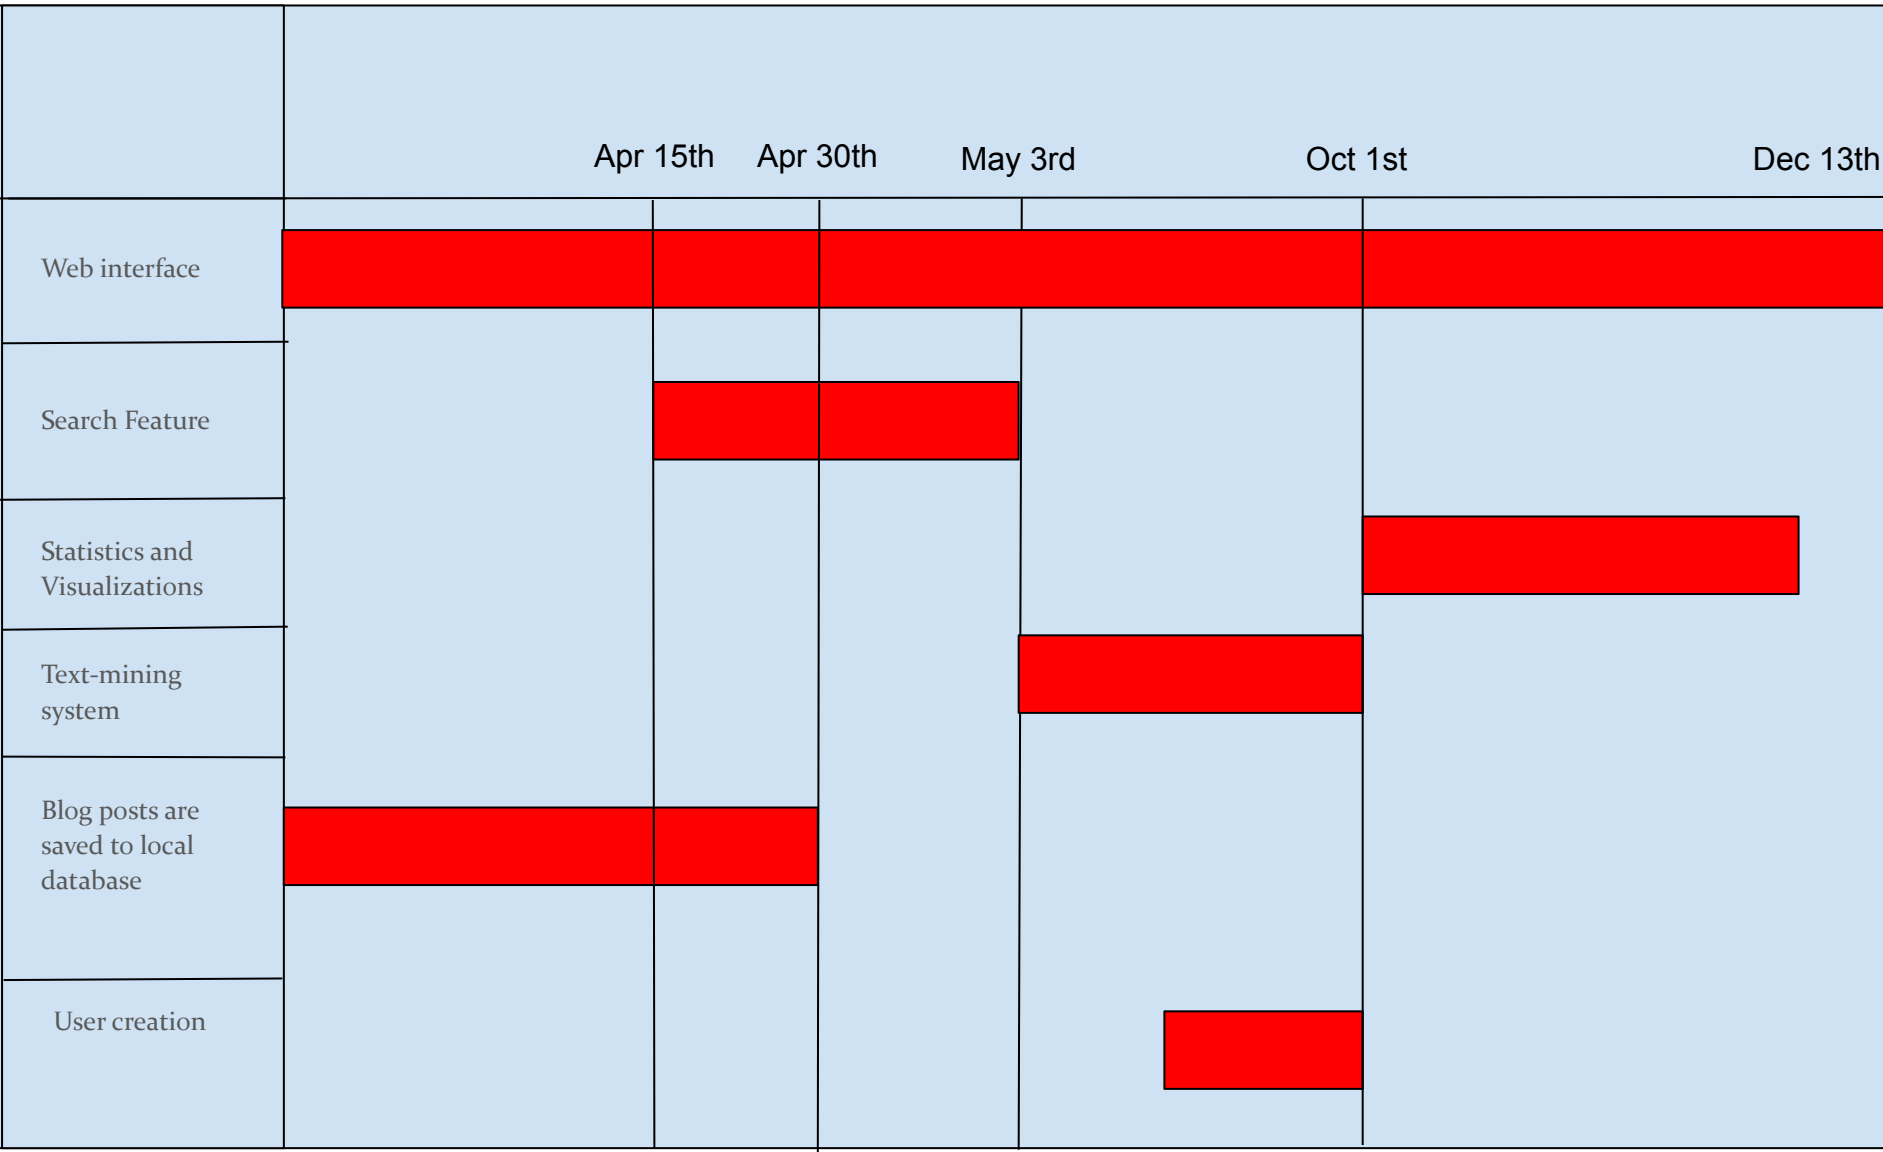 Apr 15th
Apr 30th
May 3rd
Oct 1st
Dec 13th
Web interface
Search Feature
Statistics and
Visualizations
Text-mining
system
Blog posts are
saved to local
database
User creation